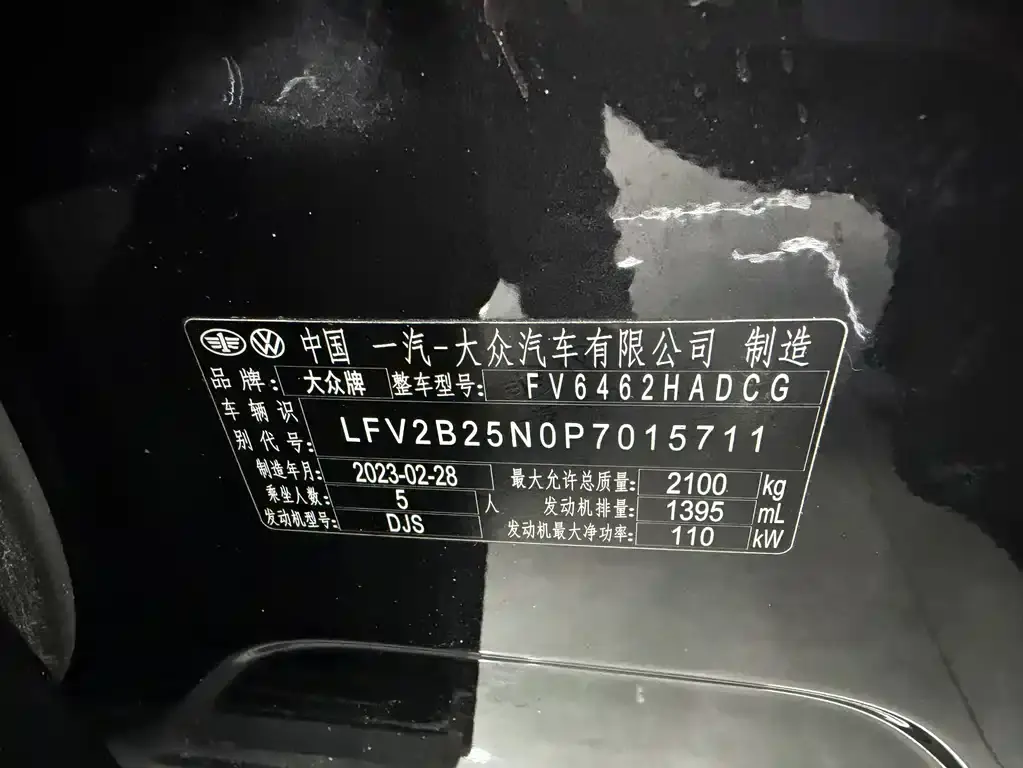 中国 一汽-大众汽车有限公司 制造
品牌: 大众牌 整车型号: FV6462HADCG
车辆识别代号: LFV2B25N0P7015711
制造年月: 2023-02-28 最大允许总质量: 2100 kg
乘坐人数: 5 人 发动机排量: 1395 mL
发动机型号: DJS 发动机最大净功率: 110 kW